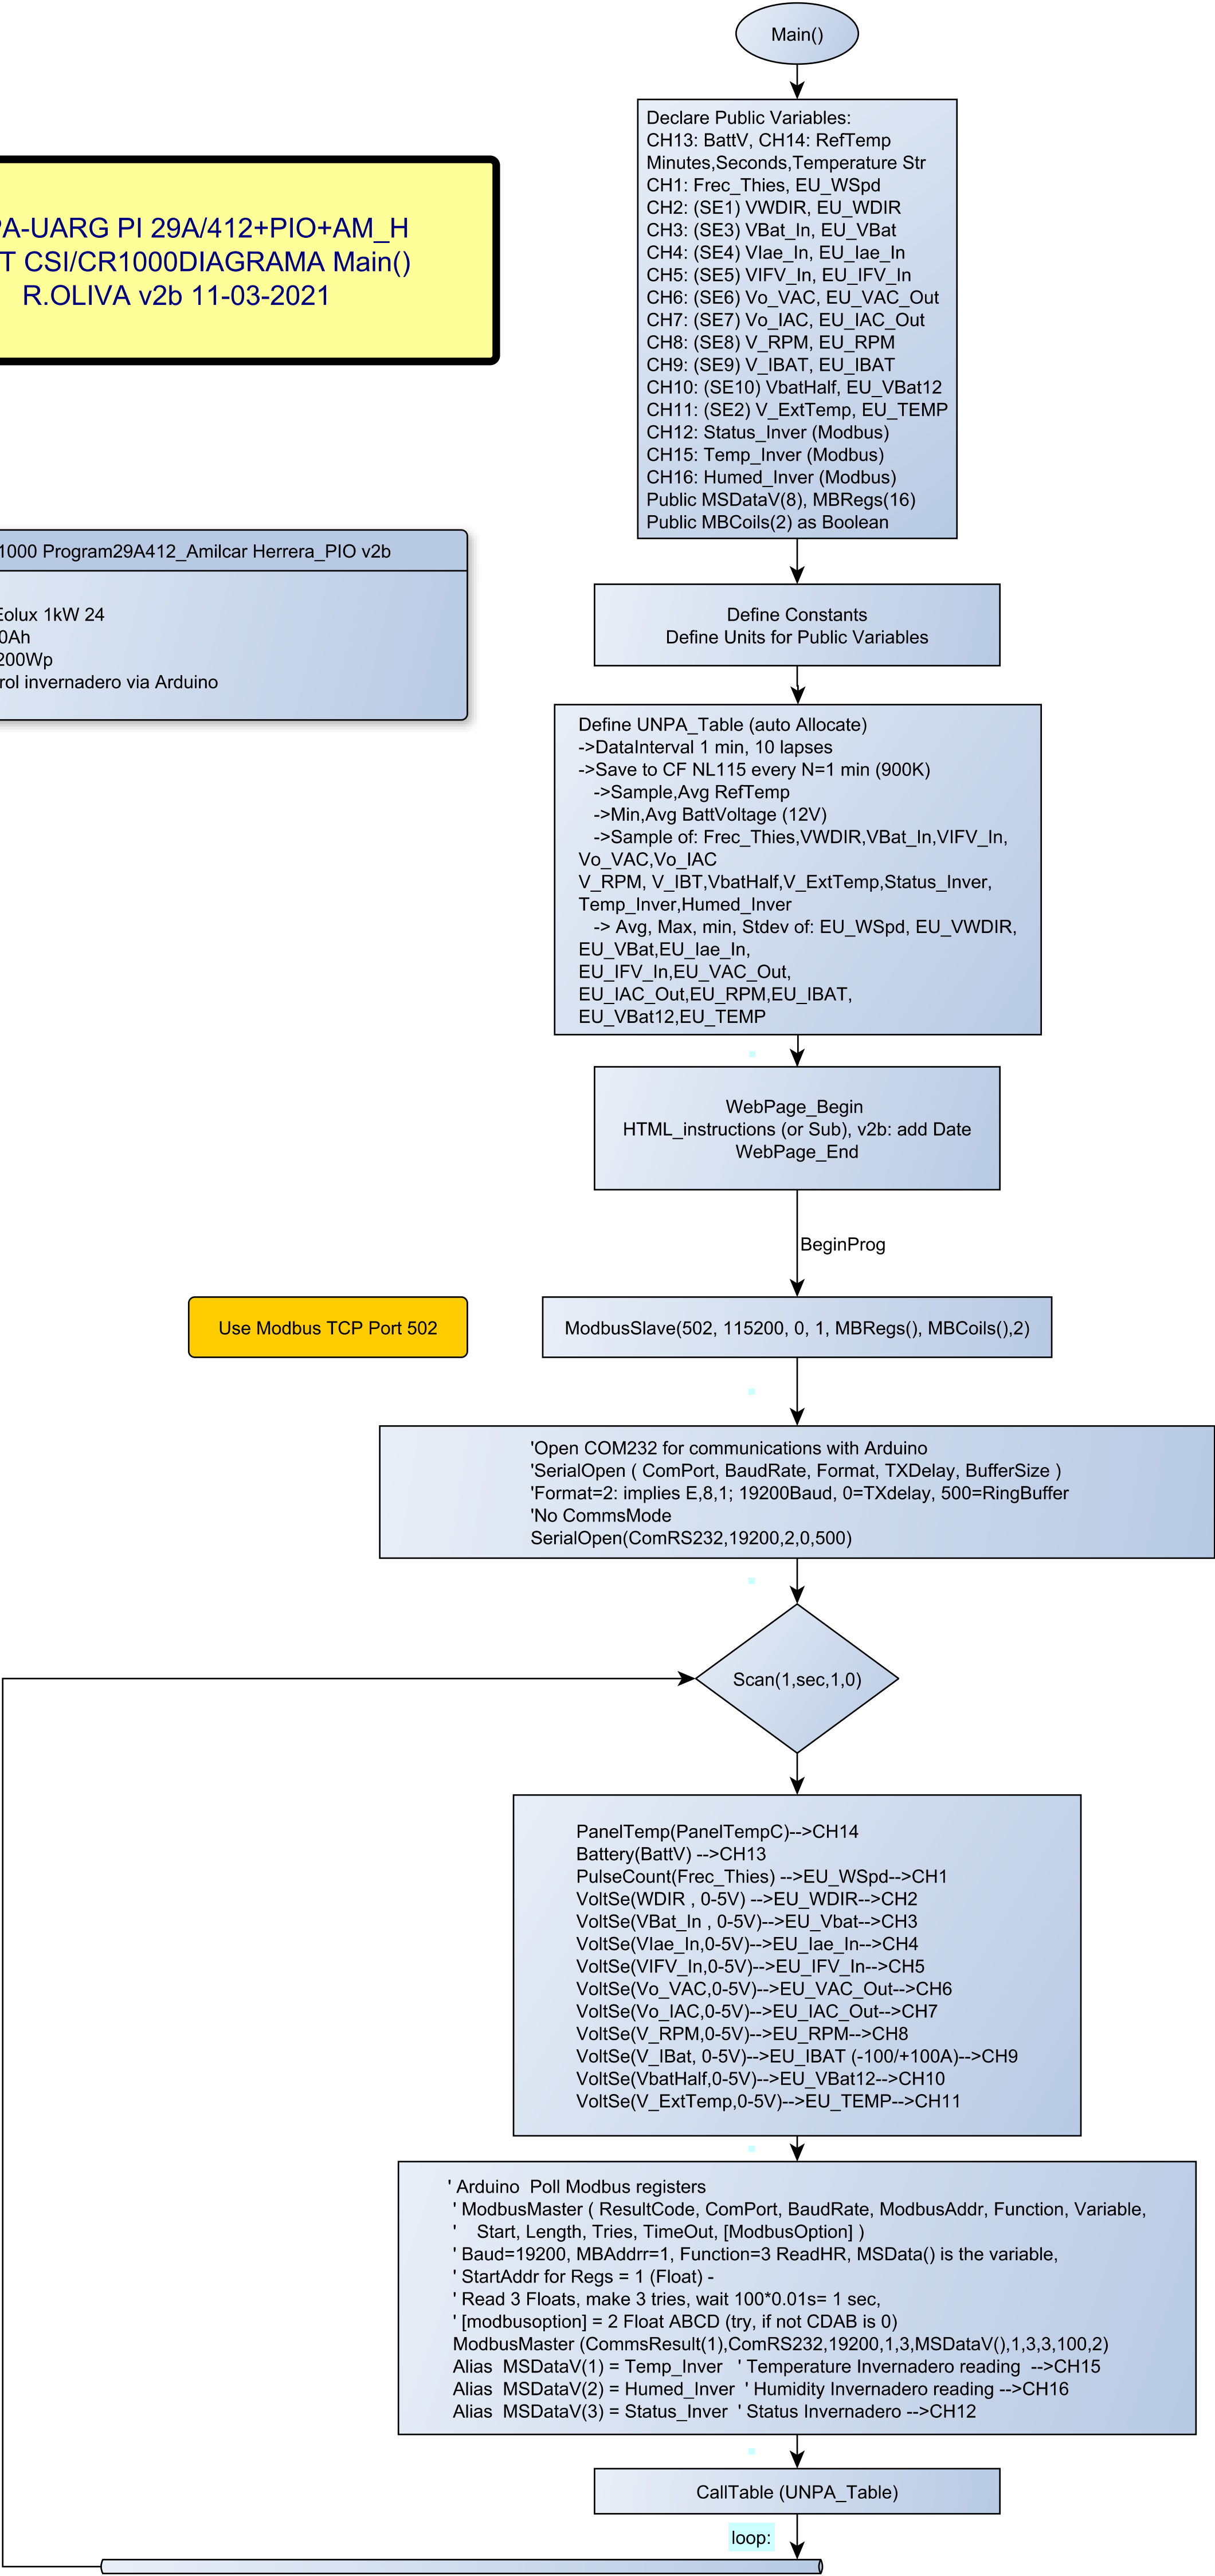 Main()
Declare Public Variables:
CH13: BattV, CH14: RefTemp
Minutes,Seconds,Temperature Str
CH1: Frec_Thies, EU_WSpd
CH2: (SE1) VWDIR, EU_WDIR
CH3: (SE3) VBat_In, EU_VBat
CH4: (SE4) VIae_In, EU_Iae_In
CH5: (SE5) VIFV_In, EU_IFV_In
CH6: (SE6) Vo_VAC, EU_VAC_Out
CH7: (SE7) Vo_IAC, EU_IAC_Out
CH8: (SE8) V_RPM, EU_RPM
CH9: (SE9) V_IBAT, EU_IBAT
CH10: (SE10) VbatHalf, EU_VBat12
CH11: (SE2) V_ExtTemp, EU_TEMP
CH12: Status_Inver (Modbus)
CH15: Temp_Inver (Modbus)
CH16: Humed_Inver (Modbus)
Public MSDataV(8), MBRegs(16)
Public MBCoils(2) as Boolean
PA-UARG PI 29A/412+PIO+AM_H
T CSI/CR1000DIAGRAMA Main()
R.OLIVA v2b 11-03-2021
1000 Program29A412_Amilcar Herrera_PIO v2b
Eolux 1kW 24
0Ah
200Wp
rol invernadero via Arduino
Define Constants
Define Units for Public Variables
Define UNPA_Table (auto Allocate)
->DataInterval 1 min, 10 lapses
->Save to CF NL115 every N=1 min (900K)
->Sample,Avg RefTemp
->Min,Avg BattVoltage (12V)
->Sample of: Frec_Thies,VWDIR,VBat_In,VIFV_In,
Vo_VAC,Vo_IAC
V_RPM, V_IBT,VbatHalf,V_ExtTemp,Status_Inver,
Temp_Inver,Humed_Inver
-> Avg, Max, min, Stdev of: EU_WSpd, EU_VWDIR,
EU_VBat,EU_Iae_In,
EU_IFV_In,EU_VAC_Out,
EU_IAC_Out,EU_RPM,EU_IBAT,
EU_VBat12,EU_TEMP
WebPage_Begin
HTML_instructions (or Sub), v2b: add Date
WebPage_End
BeginProg
Use Modbus TCP Port 502
ModbusSlave(502, 115200, 0, 1, MBRegs(), MBCoils(),2)
'Open COM232 for communications with Arduino
'SerialOpen ( ComPort, BaudRate, Format, TXDelay, BufferSize )
'Format=2: implies E,8,1; 19200Baud, 0=TXdelay, 500=RingBuffer
'No CommsMode
SerialOpen(ComRS232,19200,2,0,500)
Scan(1,sec,1,0)
PanelTemp(PanelTempC)-->CH14
Battery(BattV) -->CH13
PulseCount(Frec_Thies) -->EU_WSpd-->CH1
VoltSe(WDIR , 0-5V) -->EU_WDIR-->CH2
VoltSe(VBat_In , 0-5V)-->EU_Vbat-->CH3
VoltSe(VIae_In,0-5V)-->EU_Iae_In-->CH4
VoltSe(VIFV_In,0-5V)-->EU_IFV_In-->CH5
VoltSe(Vo_VAC,0-5V)-->EU_VAC_Out-->CH6
VoltSe(Vo_IAC,0-5V)-->EU_IAC_Out-->CH7
VoltSe(V_RPM,0-5V)-->EU_RPM-->CH8
VoltSe(V_IBat, 0-5V)-->EU_IBAT (-100/+100A)-->CH9
VoltSe(VbatHalf,0-5V)-->EU_VBat12-->CH10
VoltSe(V_ExtTemp,0-5V)-->EU_TEMP-->CH11
' Arduino  Poll Modbus registers
' ModbusMaster ( ResultCode, ComPort, BaudRate, ModbusAddr, Function, Variable,
'    Start, Length, Tries, TimeOut, [ModbusOption] )
' Baud=19200, MBAddrr=1, Function=3 ReadHR, MSData() is the variable,
' StartAddr for Regs = 1 (Float) -
' Read 3 Floats, make 3 tries, wait 100*0.01s= 1 sec,
' [modbusoption] = 2 Float ABCD (try, if not CDAB is 0)
ModbusMaster (CommsResult(1),ComRS232,19200,1,3,MSDataV(),1,3,3,100,2)
Alias  MSDataV(1) = Temp_Inver   ' Temperature Invernadero reading  -->CH15
Alias  MSDataV(2) = Humed_Inver  ' Humidity Invernadero reading -->CH16
Alias  MSDataV(3) = Status_Inver  ' Status Invernadero -->CH12
CallTable (UNPA_Table)
loop: